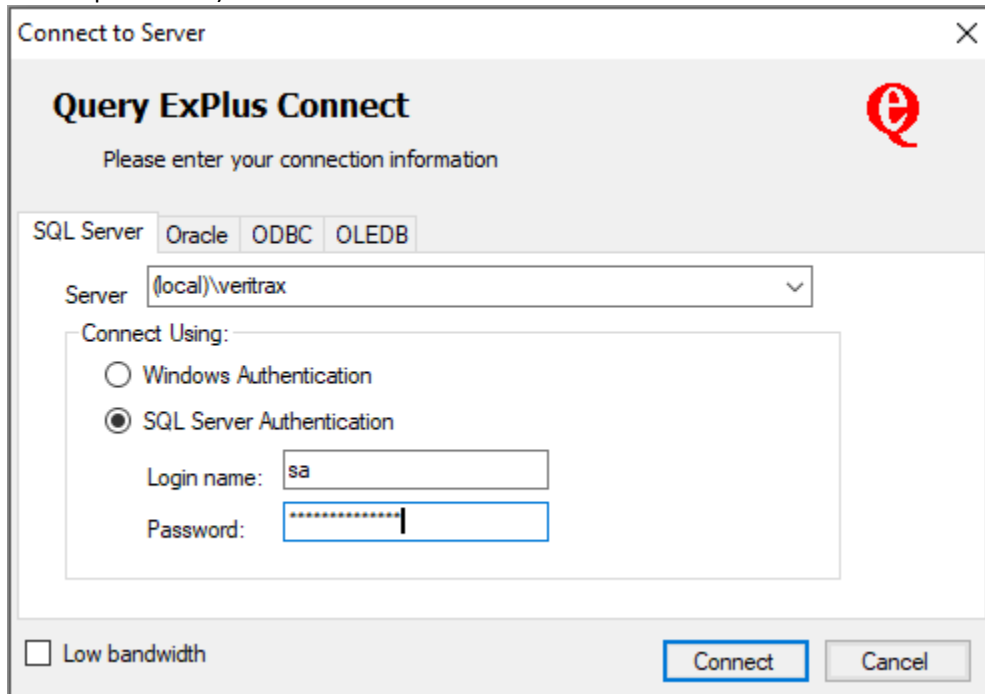 Connect to Server
Query ExPlus Connect
Please enter your connection information
SQL Server Oracle ODBC OLEDB
Server (local)\\veritrax
Connect Using:
Windows Authentication
SQL Server Authentication
Login name: sa
Password: **************
Low bandwidth Connect Cancel